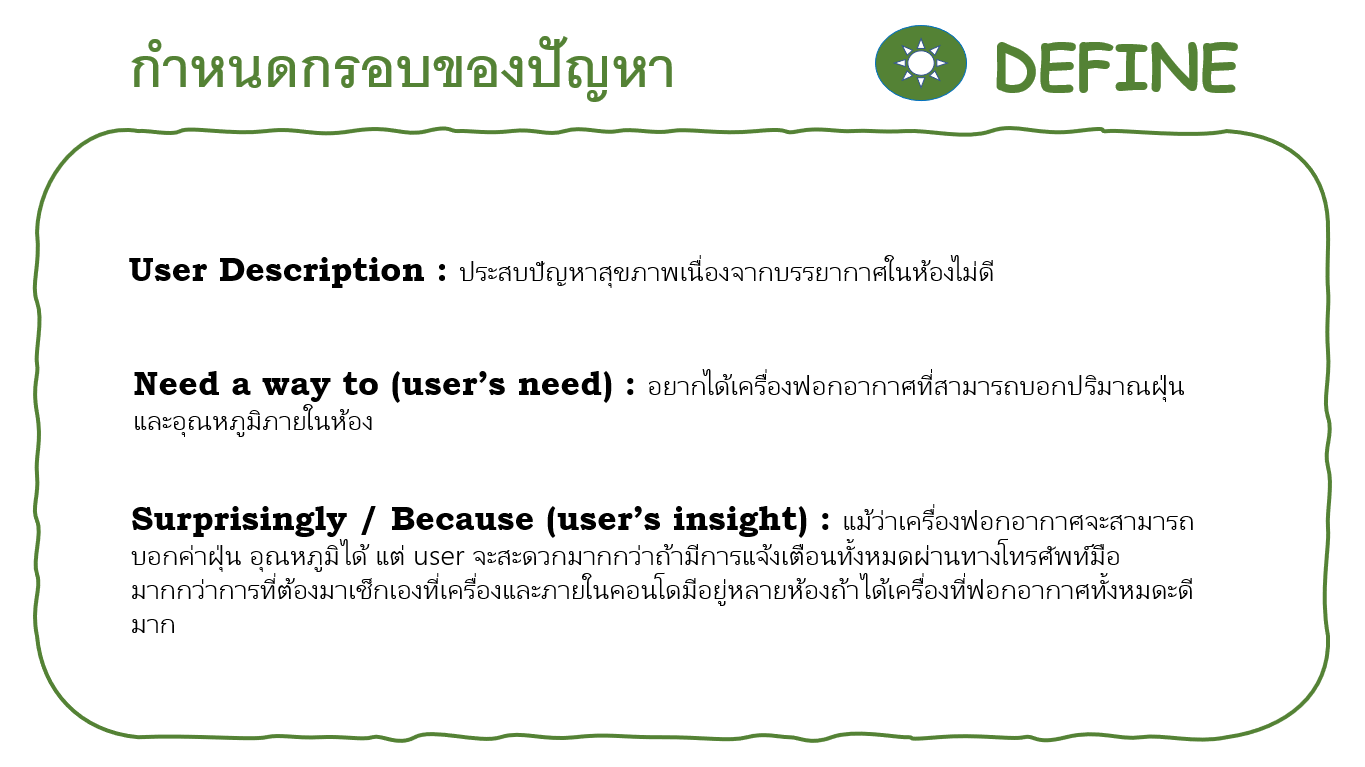 กำหนดกรอบของปัญหา
DEFINE
User Description : ประสบปัญหาสุขภาพเนื่องจากบรรยากาศในห้องไม่ดี
Need a way to (user’s need) : อยากได้เครื่องฟอกอากาศที่สามารถบอกปริมาณฝุ่น
และอุณหภูมิภายในห้อง
Surprisingly / Because (user’s insight) : แม้ว่าเครื่องฟอกอากาศจะสามารถ
บอกค่าฝุ่น อุณหภูมิได้ แต่ user จะสะดวกมากกว่าถ้ามีการแจ้งเตือนทั้งหมดผ่านทางโทรศัพท์มือ
มากกว่าการที่ต้องมาเช็กเองที่เครื่องและภายในคอนโดมีอยู่หลายห้องถ้าได้เครื่องที่ฟอกอากาศทั้งหมดะดี
มาก